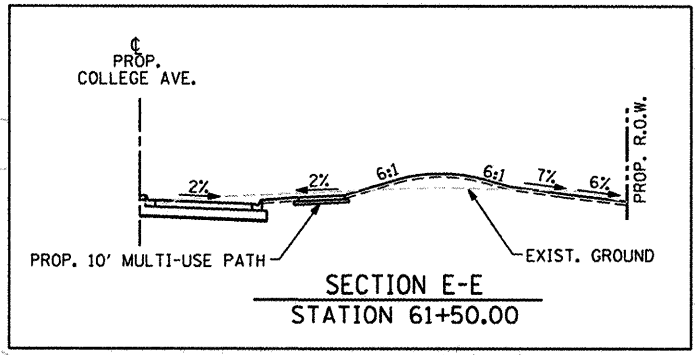 ℄
PROP.
COLLEGE AVE.
2%
2%
6:1
6:1
7%
6%
PROP. R.O.W.
PROP. 10' MULTI-USE PATH
EXIST. GROUND
SECTION E-E
STATION 61+50.00